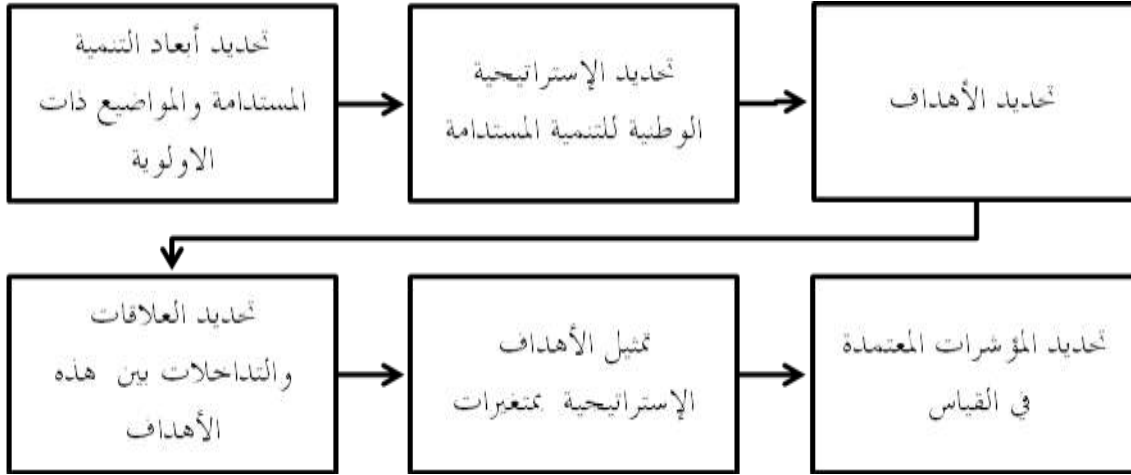 تحديد أبعاد التنمية
المستدامة والمواضيع ذات
الاولوية
تحديد الإستراتيجية
الوطنية للتنمية المستدامة
تحديد الأهداف
تحديد العلاقات
والتداخلات بين هذه
الأهداف
تمثيل الأهداف
الإستراتيجية بمتغيرات
تحديد المؤشرات المعتمدة
في القياس